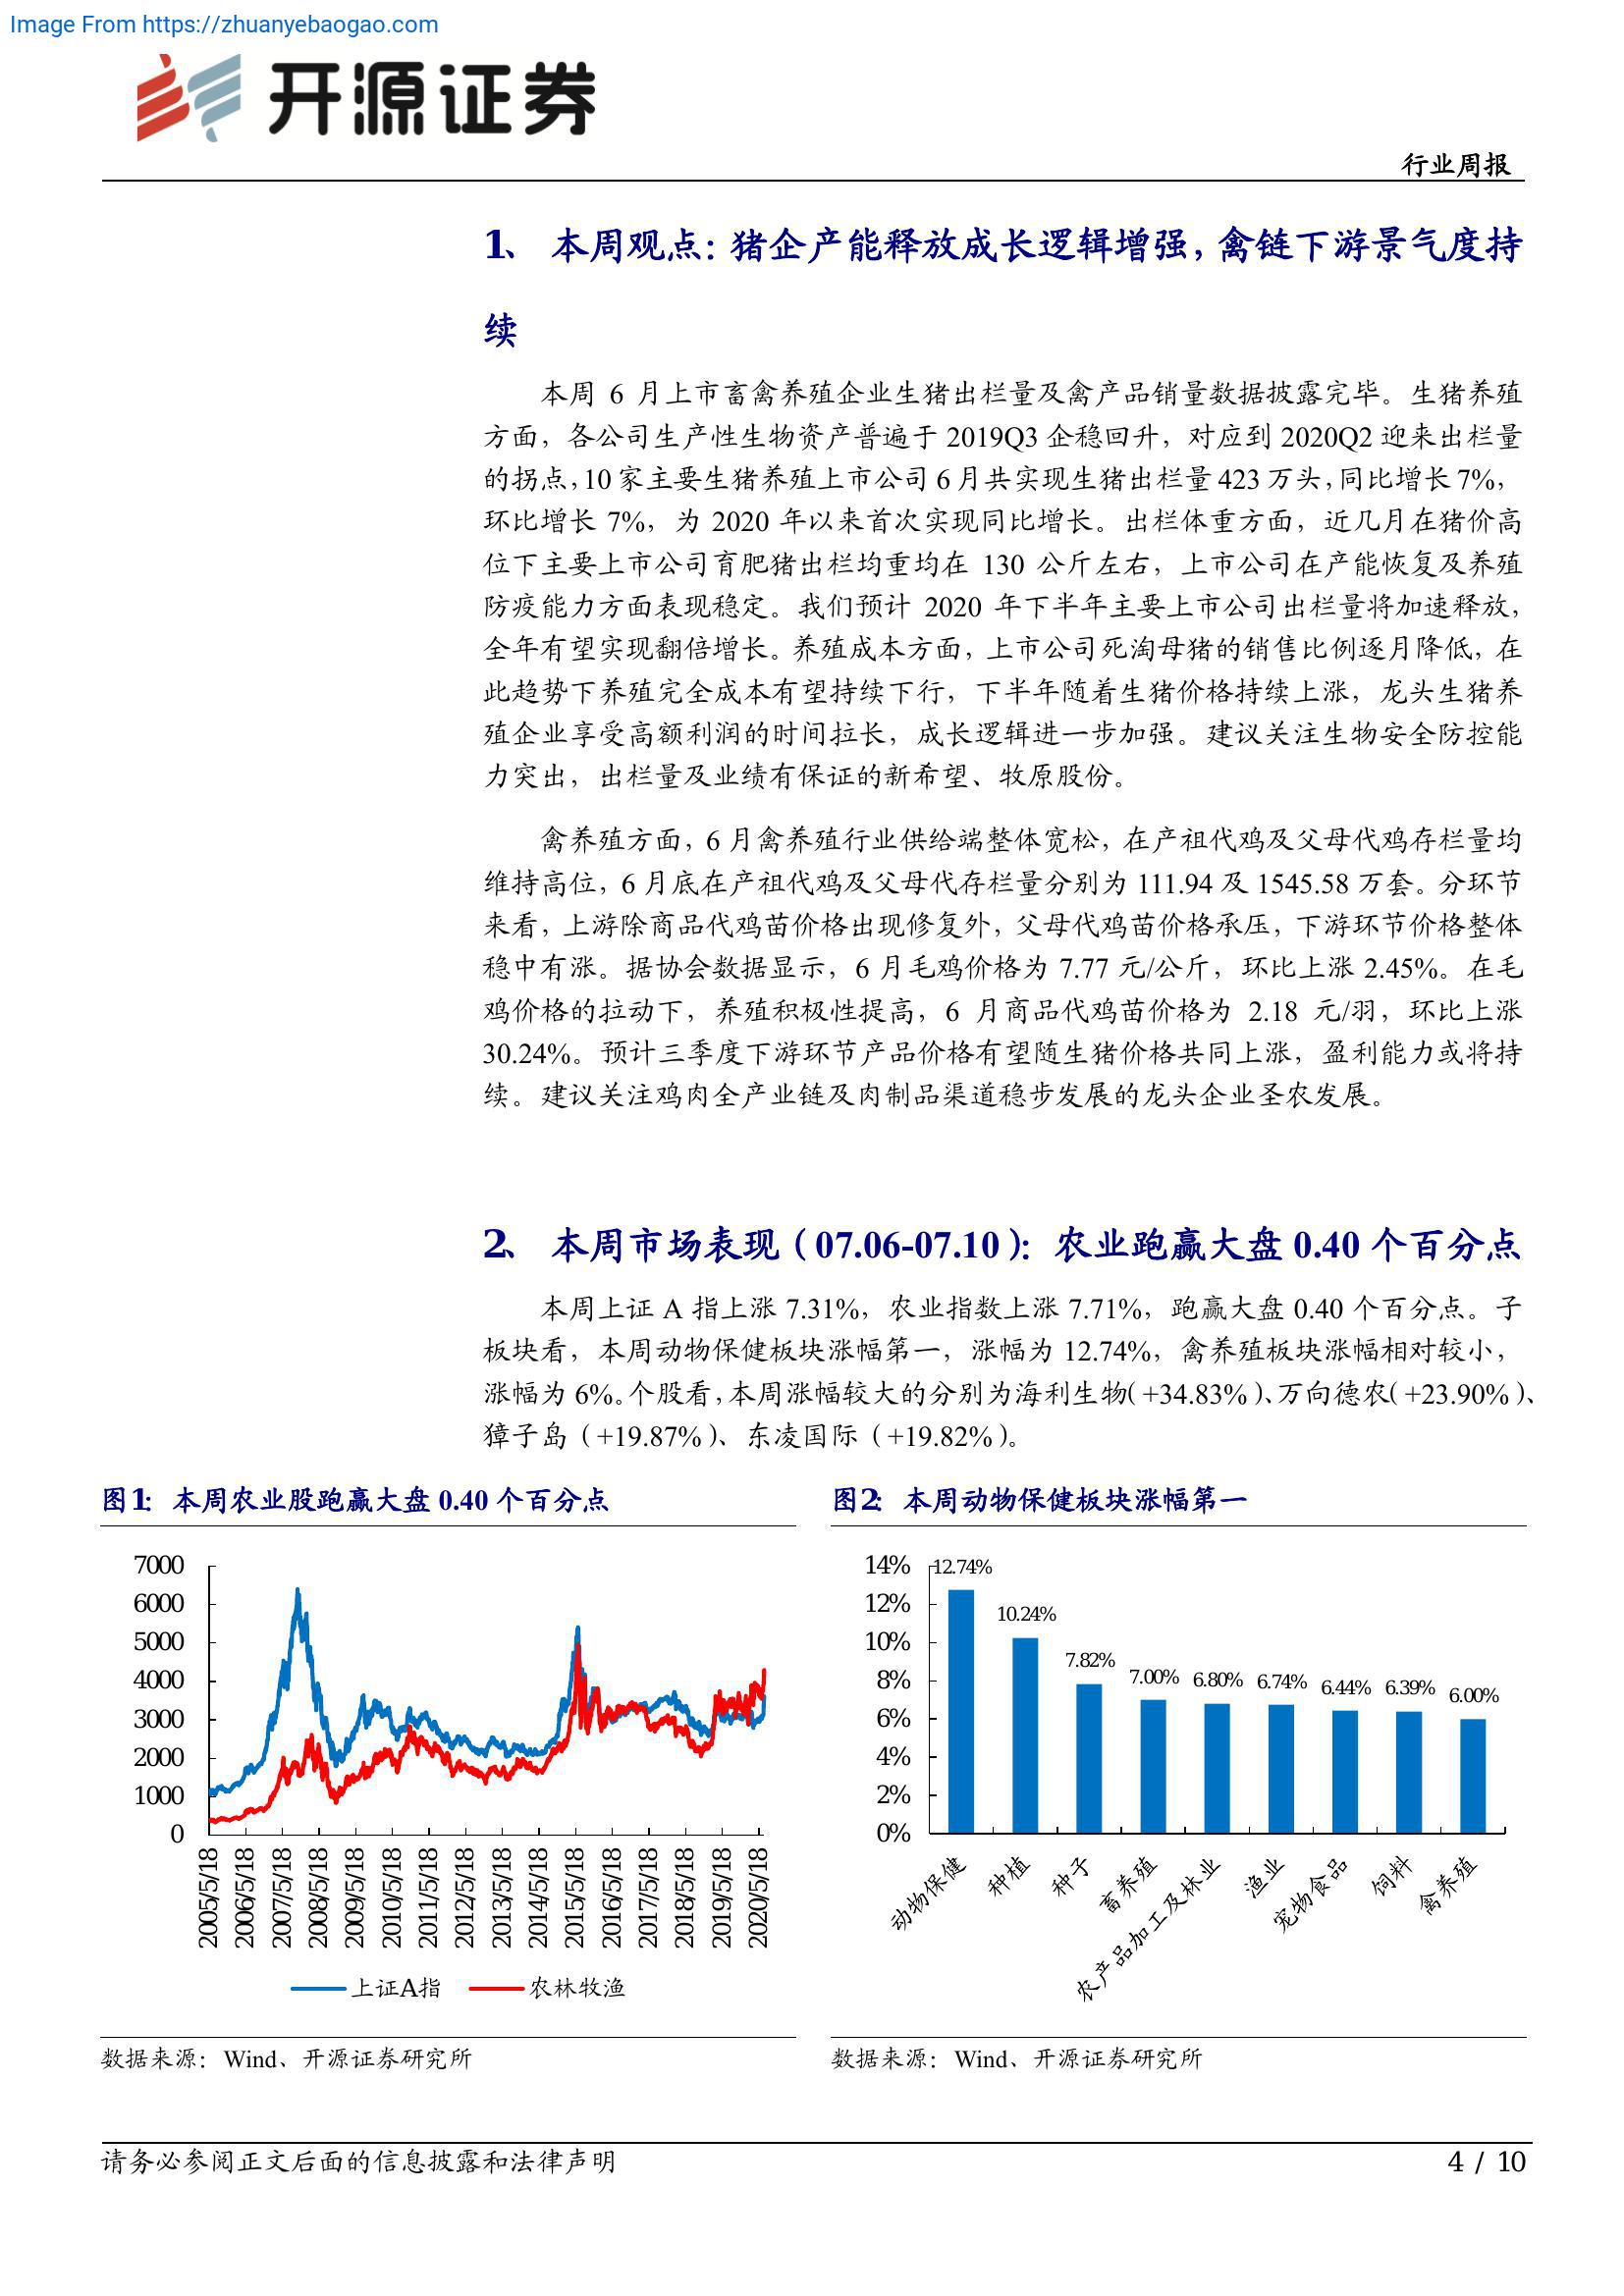 Image From https://zhuanyebaogao.com
开源证券
行业周报
1、 本周观点：猪企产能释放成长逻辑增强，禽链下游景气度持
续
本周 6 月上市畜禽养殖企业生猪出栏量及禽产品销量数据披露完毕。生猪养殖
方面，各公司生产性生物资产普遍于 2019Q3 企稳回升，对应到 2020Q2 迎来出栏量
的拐点，10 家主要生猪养殖上市公司 6 月共实现生猪出栏量 423 万头，同比增长 7%，
环比增长 7%，为 2020 年以来首次实现同比增长。出栏体重方面，近几月在猪价高
位下主要上市公司育肥猪出栏均重均在 130 公斤左右，上市公司在产能恢复及养殖
防疫能力方面表现稳定。我们预计 2020 年下半年主要上市公司出栏量将加速释放，
全年有望实现翻倍增长。养殖成本方面，上市公司死淘母猪的销售比例逐月降低，在
此趋势下养殖完全成本有望持续下行，下半年随着生猪价格持续上涨，龙头生猪养
殖企业享受高额利润的时间拉长，成长逻辑进一步加强。建议关注生物安全防控能
力突出，出栏量及业绩有保证的新希望、牧原股份。
禽养殖方面，6 月禽养殖行业供给端整体宽松，在产祖代鸡及父母代鸡存栏量均
维持高位，6 月底在产祖代鸡及父母代存栏量分别为 111.94 及 1545.58 万套。分环节
来看，上游除商品代鸡苗价格出现修复外，父母代鸡苗价格承压，下游环节价格整体
稳中有涨。据协会数据显示，6 月毛鸡价格为 7.77 元/公斤，环比上涨 2.45%。在毛
鸡价格的拉动下，养殖积极性提高，6 月商品代鸡苗价格为 2.18 元/羽，环比上涨
30.24%。预计三季度下游环节产品价格有望随生猪价格共同上涨，盈利能力或将持
续。建议关注鸡肉全产业链及肉制品渠道稳步发展的龙头企业圣农发展。
2、 本周市场表现（07.06-07.10）：农业跑赢大盘 0.40 个百分点
本周上证 A 指上涨 7.31%，农业指数上涨 7.71%，跑赢大盘 0.40 个百分点。子
板块看，本周动物保健板块涨幅第一，涨幅为 12.74%，禽养殖板块涨幅相对较小，
涨幅为 6%。个股看，本周涨幅较大的分别为海利生物（+34.83%）、万向德农（+23.90%）、
獐子岛（+19.87%）、东凌国际（+19.82%）。
图1：本周农业股跑赢大盘 0.40 个百分点
7000
6000
5000
4000
3000
2000
1000
0
2005/5/18
2006/5/18
2007/5/18
2008/5/18
2009/5/18
2010/5/18
2011/5/18
2012/5/18
2013/5/18
2014/5/18
2015/5/18
2016/5/18
2017/5/18
2018/5/18
2019/5/18
2020/5/18
上证A指 农林牧渔
数据来源：Wind、开源证券研究所
图2：本周动物保健板块涨幅第一
14%
12%
10%
8%
6%
4%
2%
0%
12.74%
10.24%
7.82%
7.00%
6.80%
6.74%
6.44%
6.39%
6.00%
动物保健
种植
种子
畜养殖
农产品加工及林业
渔业
宠物食品
饲料
禽养殖
数据来源：Wind、开源证券研究所
请务必参阅正文后面的信息披露和法律声明
4 / 10